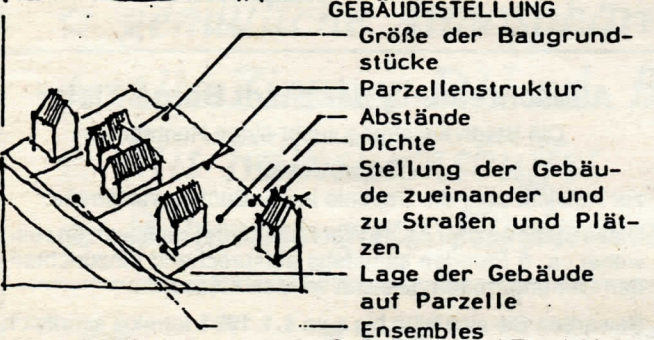 GEBÄUDESTELLUNG
Größe der Baugrund-
stücke
Parzellenstruktur
Abstände
Dichte
Stellung der Gebäu-
de zueinander und
zu Straßen und Plät-
zen
Lage der Gebäude
auf Parzelle
Ensembles